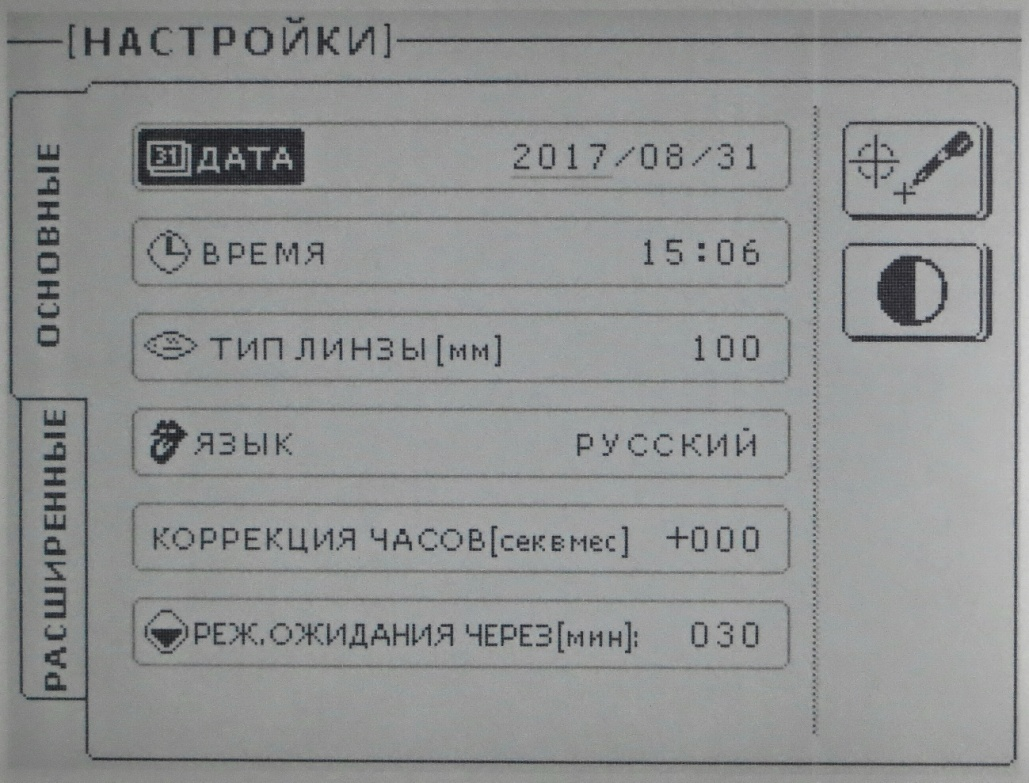 [НАСТРОЙКИ]
ОСНОВНЫЕ
РАСШИРЕННЫЕ
31 ДАТА 2017/08/31
ВРЕМЯ 15:06
ТИП ЛИНЗЫ[мм] 100
ЯЗЫК РУССКИЙ
КОРРЕКЦИЯ ЧАСОВ[сек в мес] +000
РЕЖ.ОЖИДАНИЯ ЧЕРЕЗ[мин]: 030